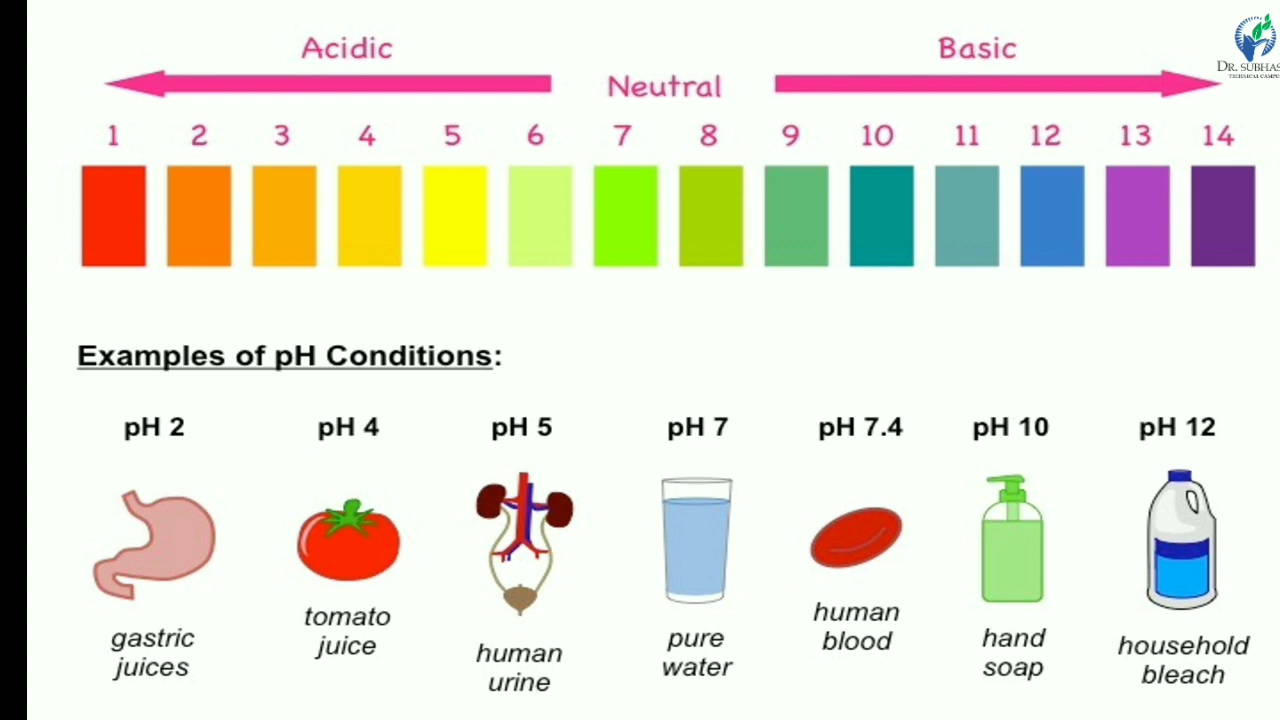 Acidic
Basic
Neutral
DR. SUBHAS
TECHNICAL CAMPU
1 2 3 4 5 6 7 8 9 10 11 12 13 14
Examples of pH Conditions:
pH 2 pH 4 pH 5 pH 7 pH 7.4 pH 10 pH 12
gastric
juices
tomato
juice
human
urine
pure
water
human
blood
hand
soap
household
bleach